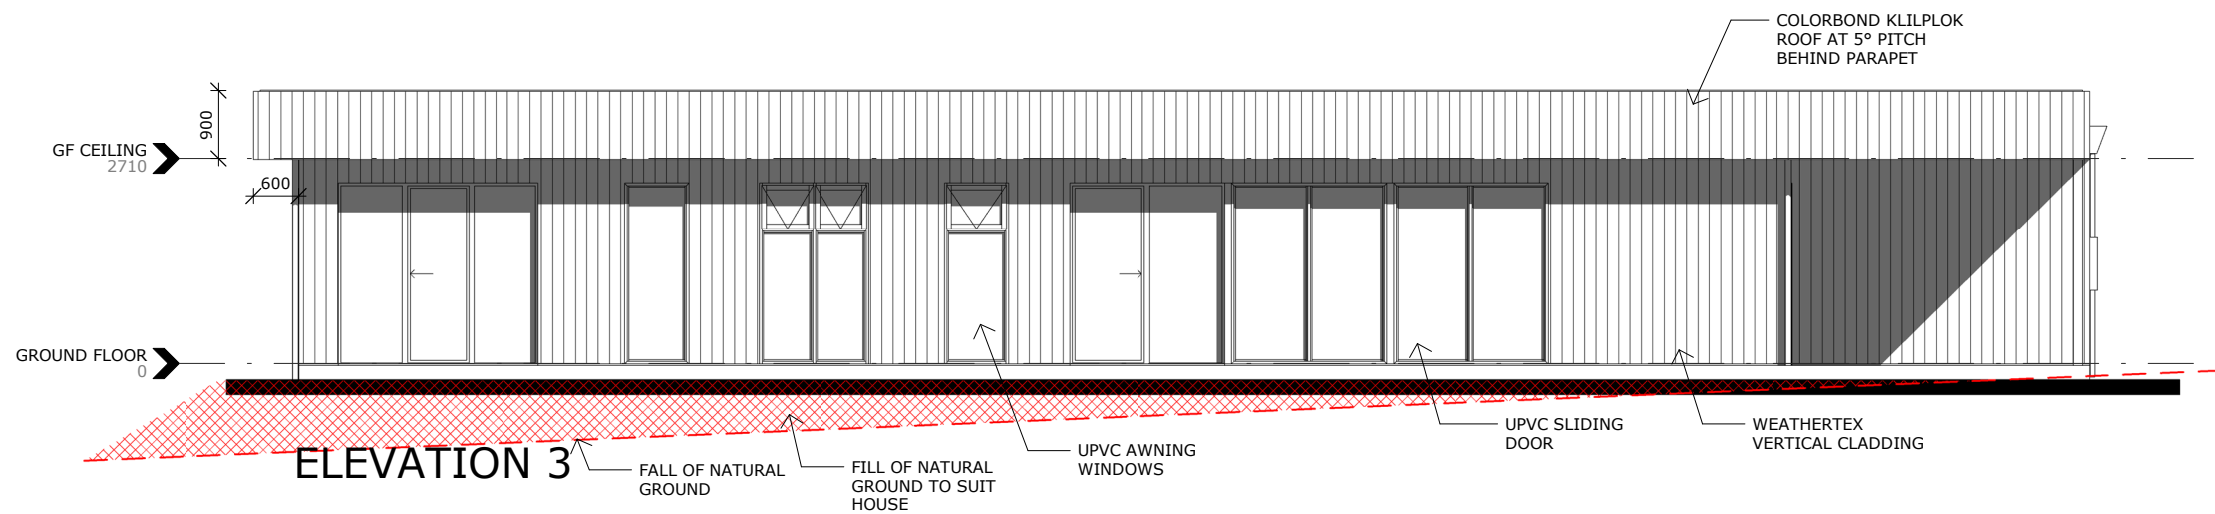 COLORBOND KLILPLOK
ROOF AT 5° PITCH
BEHIND PARAPET
900
GF CEILING
2710
600
GROUND FLOOR
0
ELEVATION 3
FALL OF NATURAL
GROUND
FILL OF NATURAL
GROUND TO SUIT
HOUSE
UPVC AWNING
WINDOWS
UPVC SLIDING
DOOR
WEATHERTEX
VERTICAL CLADDING